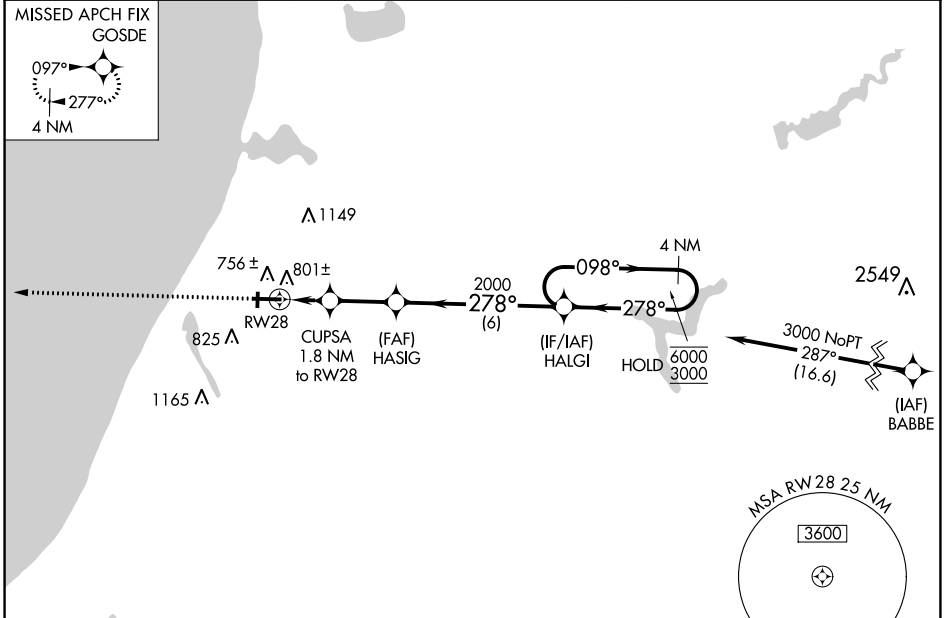 MISSED APCH FIX
GOSDE
097°
277°
4 NM
1149
4 NM
098°
2549
756 ±
801±
2000
278°
(6)
278°
RW28
825
CUPSA
1.8 NM
to RW28
(FAF)
HASIG
(IF/IAF)
HALGI
HOLD
6000
3000
3000 NoPT
287°
(16.6)
1165
(IAF)
BABBE
MSA RW28 25 NM
3600